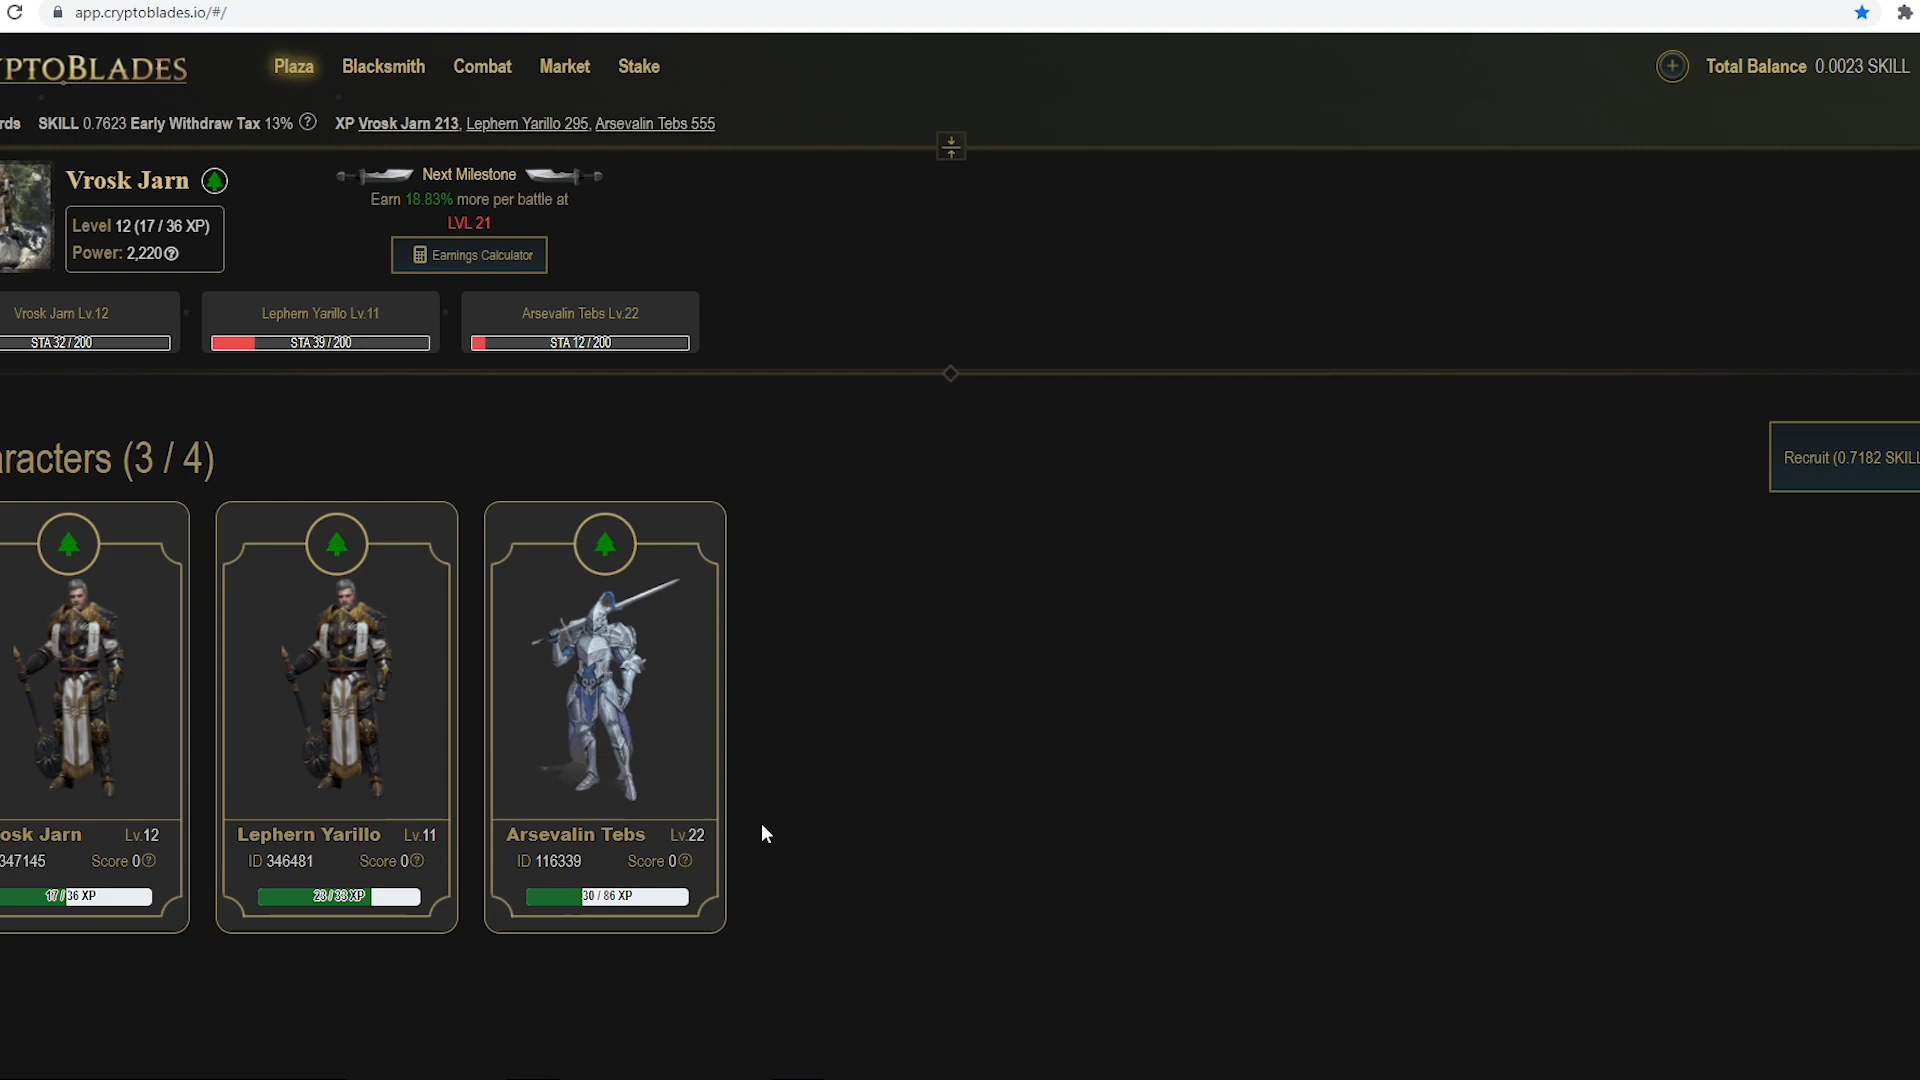 app.cryptoblades.io/#/
PTOBLADES
Plaza
Blacksmith
Combat
Market
Stake
Total Balance 0.0023 SKILL
rds SKILL 0.7623 Early Withdraw Tax 13% ? XP Vrosk Jarn 213, Lephern Yarillo 295, Arsevalin Tebs 555
Vrosk Jarn
Level 12 (17 / 36 XP)
Power: 2,220 ?
Next Milestone
Earn 18.83% more per battle at
LVL 21
Earnings Calculator
Vrosk Jarn Lv.12
STA 32 / 200
Lephern Yarillo Lv.11
STA 39 / 200
Arsevalin Tebs Lv.22
STA 12 / 200
racters (3 / 4)
Recruit (0.7182 SKILL
osk Jarn Lv.12
347145 Score 0 ?
17 / 36 XP
Lephern Yarillo Lv.11
ID 346481 Score 0 ?
23 / 33 XP
Arsevalin Tebs Lv.22
ID 116339 Score 0 ?
30 / 86 XP